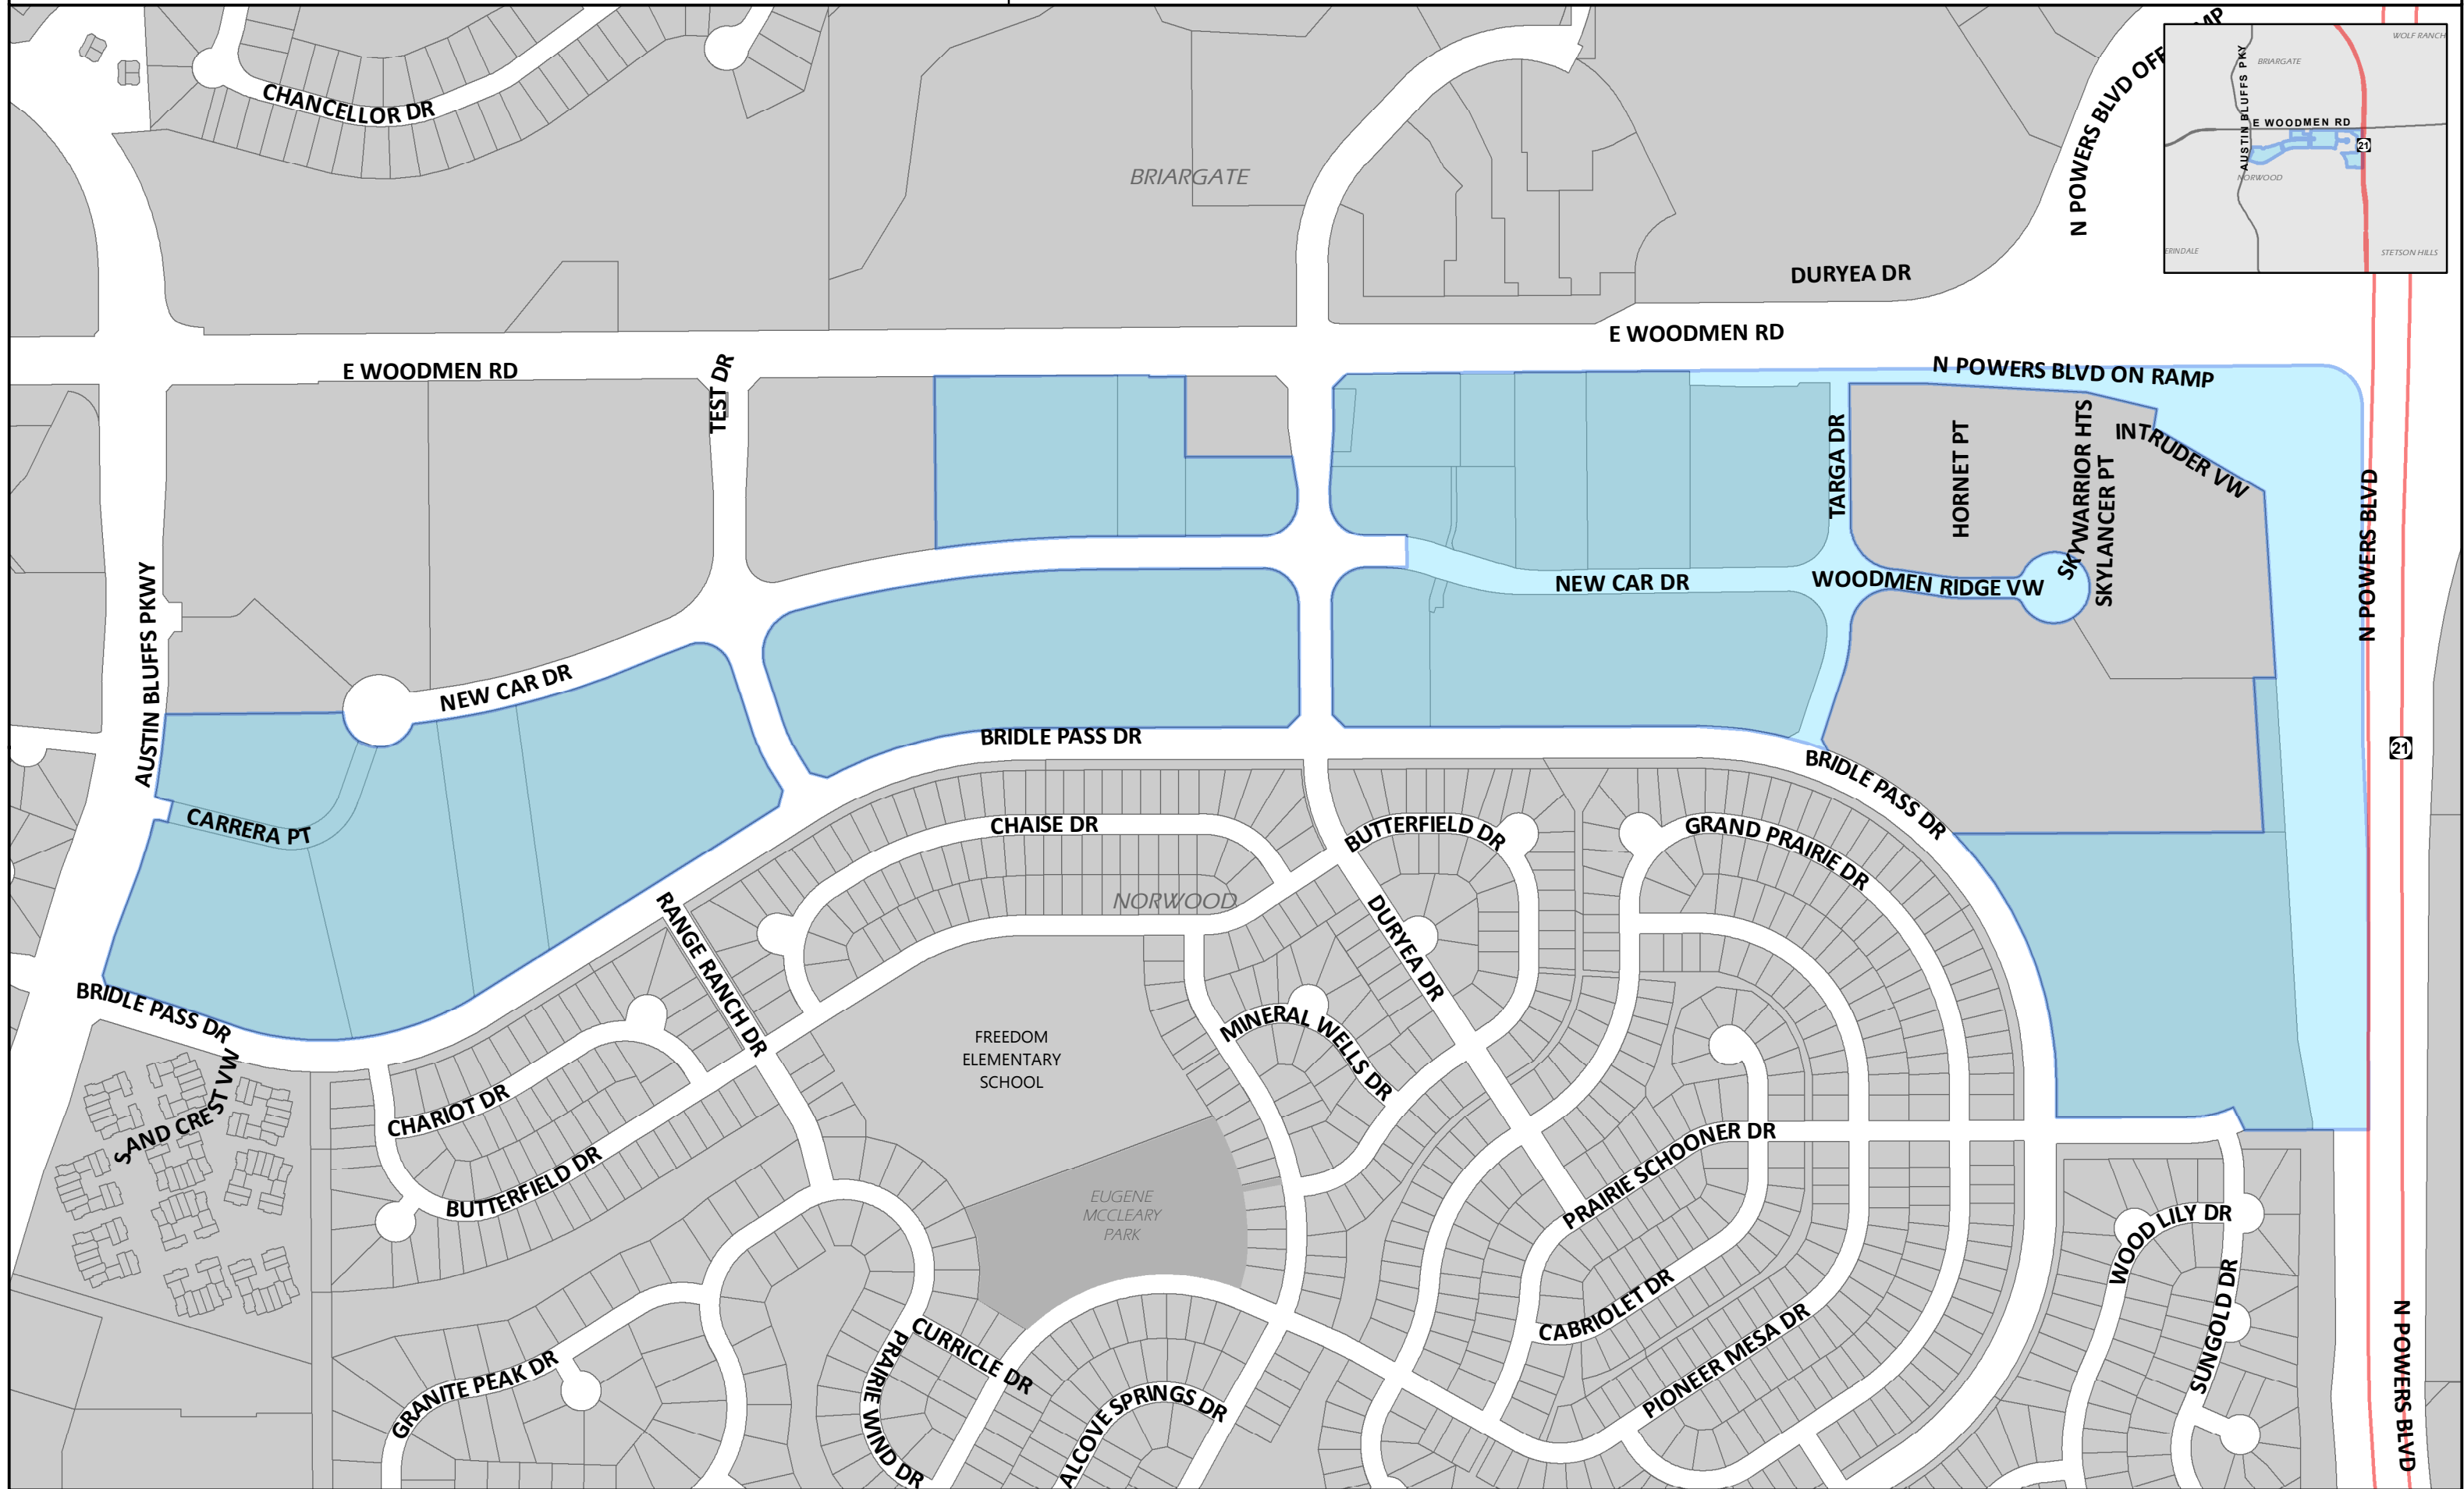 CHANCELLOR DR
BRIARGATE
N POWERS BLVD OFF
MP
WOLF RANCH
BRIARGATE
AUSTIN BLUFFS PKY
E WOODMEN RD
21
NORWOOD
ERINDALE
STETSON HILLS
DURYEA DR
E WOODMEN RD
E WOODMEN RD
TEST DR
N POWERS BLVD ON RAMP
TARGA DR
HORNET PT
SKYWARRIOR HTS
SKYLANCER PT
INTRUDER VW
N POWERS BLVD
NEW CAR DR
WOODMEN RIDGE VW
AUSTIN BLUFFS PKWY
NEW CAR DR
BRIDLE PASS DR
21
BRIDLE PASS DR
CARRERA PT
CHAISE DR
BUTTERFIELD DR
GRAND PRAIRIE DR
NORWOOD
RANGE RANCH DR
DURYEA DR
BRIDLE PASS DR
MINERAL WELLS DR
FREEDOM
ELEMENTARY
SCHOOL
SAND CREST VW
CHARIOT DR
BUTTERFIELD DR
PRAIRIE SCHOONER DR
EUGENE
MCCLEARY
PARK
WOOD LILY DR
SUNGOLD DR
CABRIOLET DR
PIONEER MESA DR
CURRICLE DR
PRAIRIE WIND DR
GRANITE PEAK DR
ALCOVE SPRINGS DR
N POWERS BLVD